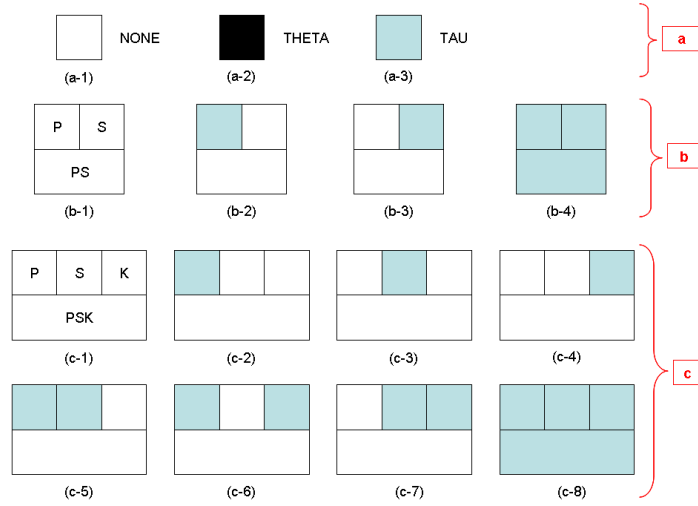 NONE THETA TAU a
(a-1) (a-2) (a-3)
P S
PS b
(b-1) (b-2) (b-3) (b-4)
P S K
PSK
(c-1) (c-2) (c-3) (c-4)
c
(c-5) (c-6) (c-7) (c-8)